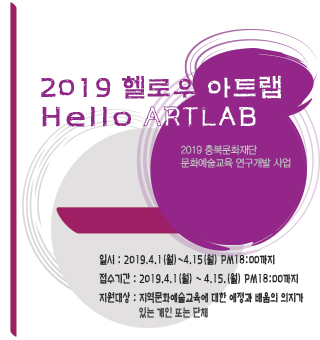 2019 헬로우 아트랩
Hello ARTLAB
2019 충북문화재단
문화예술교육 연구개발 사업
일시 : 2019.4.1(월)~4.15(월) PM18:00까지
접수기간 : 2019.4.1(월) ~ 4.15.(월) PM18:00까지
지원대상 : 지역문화예술교육에 대한 애정과 배움의 의지가
있는 개인 또는 단체